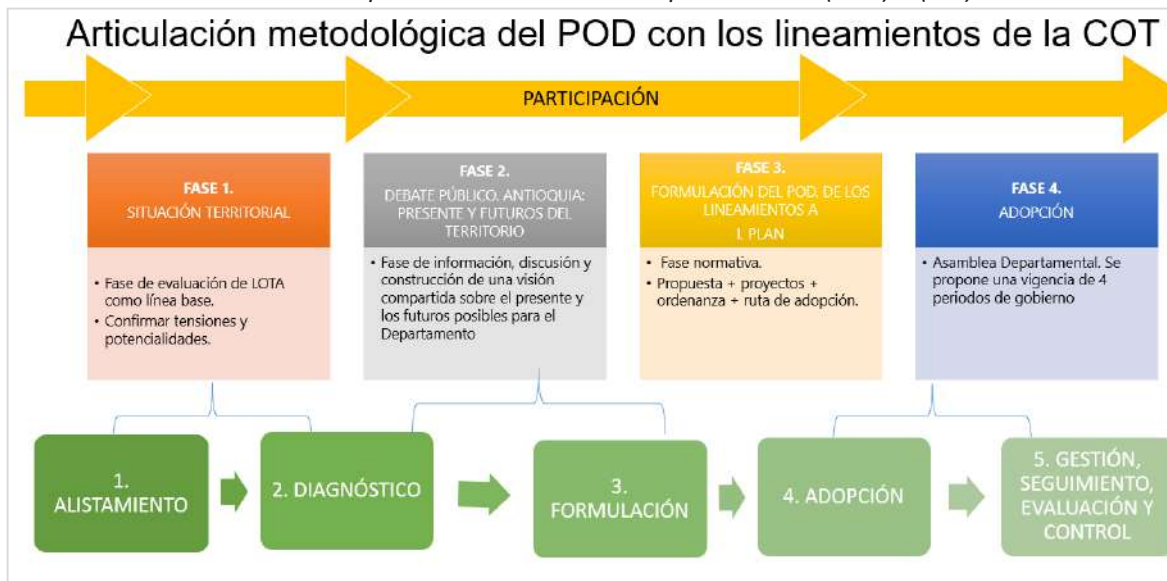 Articulación metodológica del POD con los lineamientos de la COT
PARTICIPACIÓN
FASE 1.
SITUACIÓN TERRITORIAL
• Fase de evaluación de LOTA
como línea base.
• Confirmar tensiones y
potencialidades.
FASE 2.
DEBATE PÚBLICO. ANTIOQUIA:
PRESENTE Y FUTUROS DEL
TERRITORIO
• Fase de información, discusión y
construcción de una visión
compartida sobre el presente y
los futuros posibles para el
Departamento
FASE 3.
FORMULACIÓN DEL POD. DE LOS
LINEAMIENTOS A
I. PLAN
• Fase normativa.
• Propuesta + proyectos +
ordenanza + ruta de adopción.
FASE 4.
ADOPCIÓN
• Asamblea Departamental. Se
propone una vigencia de 4
periodos de gobierno
1.
ALISTAMIENTO
2. DIAGNÓSTICO
3.
FORMULACIÓN
4. ADOPCIÓN
5. GESTIÓN,
SEGUIMIENTO,
EVALUACIÓN Y
CONTROL